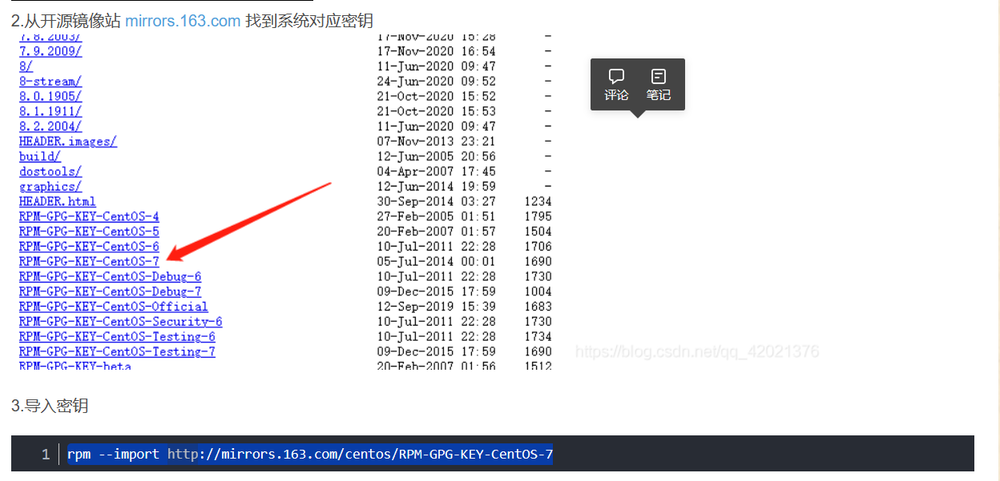 2.从开源镜像站 mirrors.163.com 找到系统对应密钥
7.8.2003/ 17-Nov-2020 15:28 -
7.9.2009/ 17-Nov-2020 16:54 -
8/ 11-Jun-2020 09:47 -
8-stream/ 24-Jun-2020 09:52 -
8.0.1905/ 21-Oct-2020 15:52 -
8.1.1911/ 21-Oct-2020 15:53 -
8.2.2004/ 11-Jun-2020 09:47 -
HEADER.images/ 07-Nov-2013 23:21 -
build/ 12-Jun-2005 20:56 -
dostools/ 04-Apr-2007 17:45 -
graphics/ 12-Jun-2014 19:59 -
HEADER.html 30-Sep-2014 03:27 1234
RPM-GPG-KEY-CentOS-4 27-Feb-2005 01:51 1795
RPM-GPG-KEY-CentOS-5 20-Feb-2007 01:57 1504
RPM-GPG-KEY-CentOS-6 10-Jul-2011 22:28 1706
RPM-GPG-KEY-CentOS-7 05-Jul-2014 00:01 1690
RPM-GPG-KEY-CentOS-Debug-6 10-Jul-2011 22:28 1730
RPM-GPG-KEY-CentOS-Debug-7 09-Dec-2015 17:59 1004
RPM-GPG-KEY-CentOS-Official 12-Sep-2019 15:39 1683
RPM-GPG-KEY-CentOS-Security-6 10-Jul-2011 22:28 1730
RPM-GPG-KEY-CentOS-Testing-6 10-Jul-2011 22:28 1734
RPM-GPG-KEY-CentOS-Testing-7 09-Dec-2015 17:59 1690
RPM-GPG-KEY-beta 20-Feb-2007 01:56 1512
评论 笔记
https://blog.csdn.net/qq_42021376
3.导入密钥
1 rpm --import http://mirrors.163.com/centos/RPM-GPG-KEY-CentOS-7